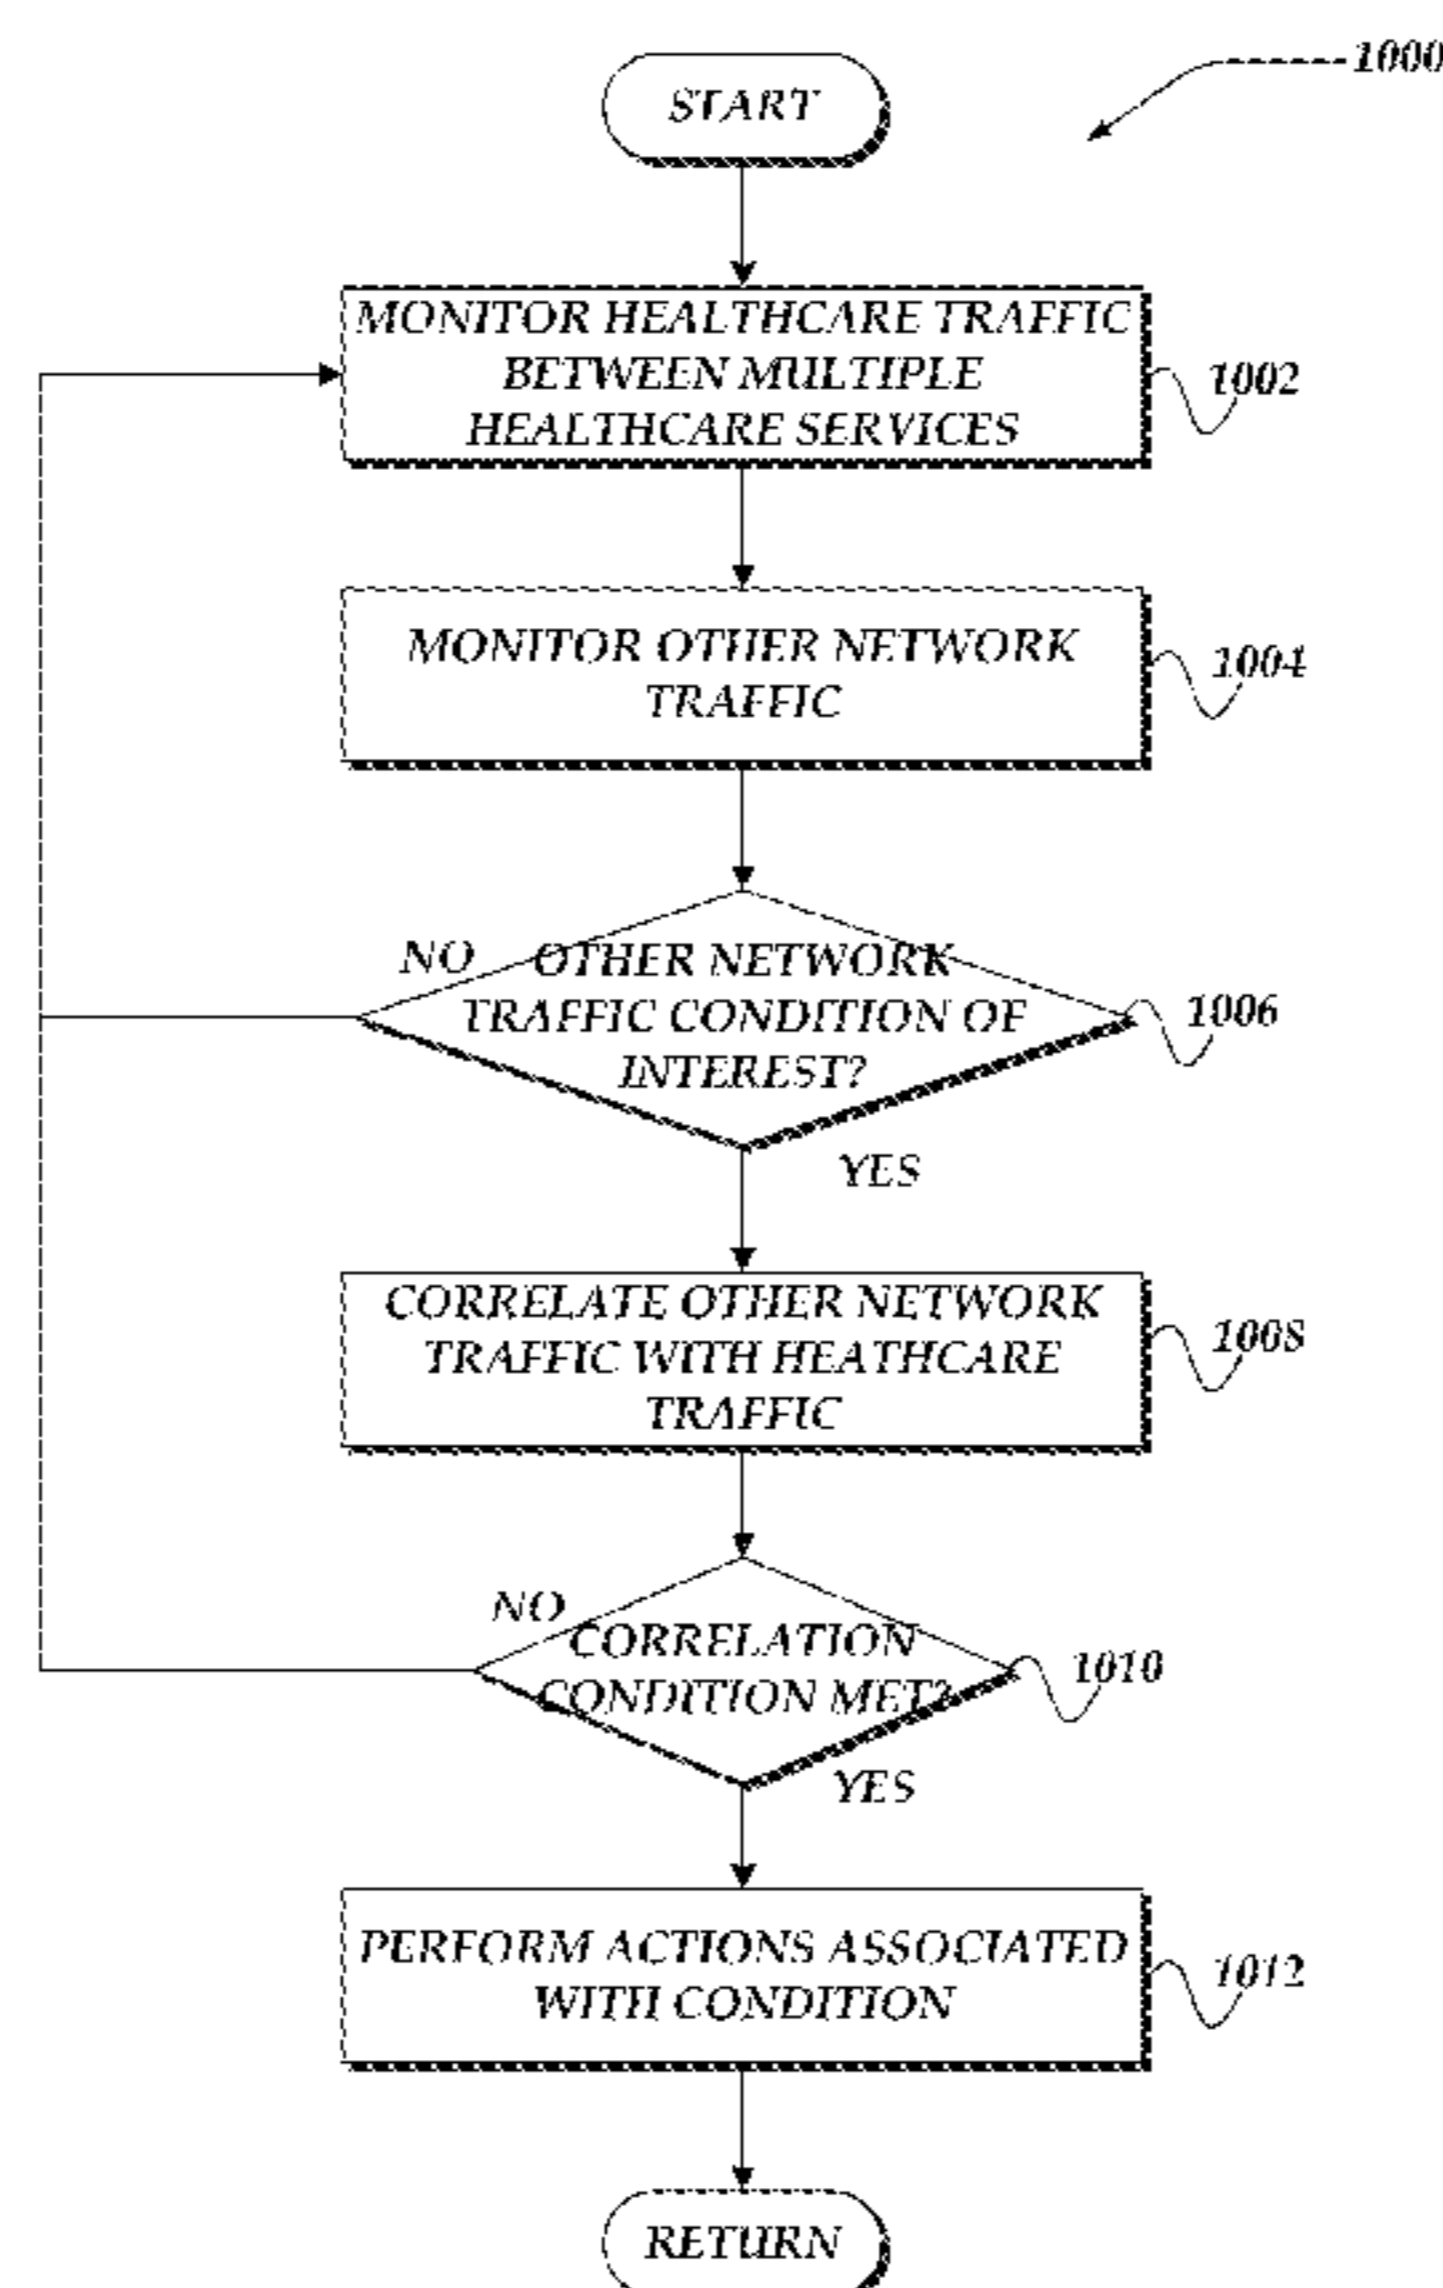 1000
START
MONITOR HEALTHCARE TRAFFIC
BETWEEN MULTIPLE
HEALTHCARE SERVICES
1002
MONITOR OTHER NETWORK
TRAFFIC
1004
NO
OTHER NETWORK
TRAFFIC CONDITION OF
INTEREST?
1006
YES
CORRELATE OTHER NETWORK
TRAFFIC WITH HEATHCARE
TRAFFIC
1008
NO
CORRELATION
CONDITION MET?
1010
YES
PERFORM ACTIONS ASSOCIATED
WITH CONDITION
1012
RETURN